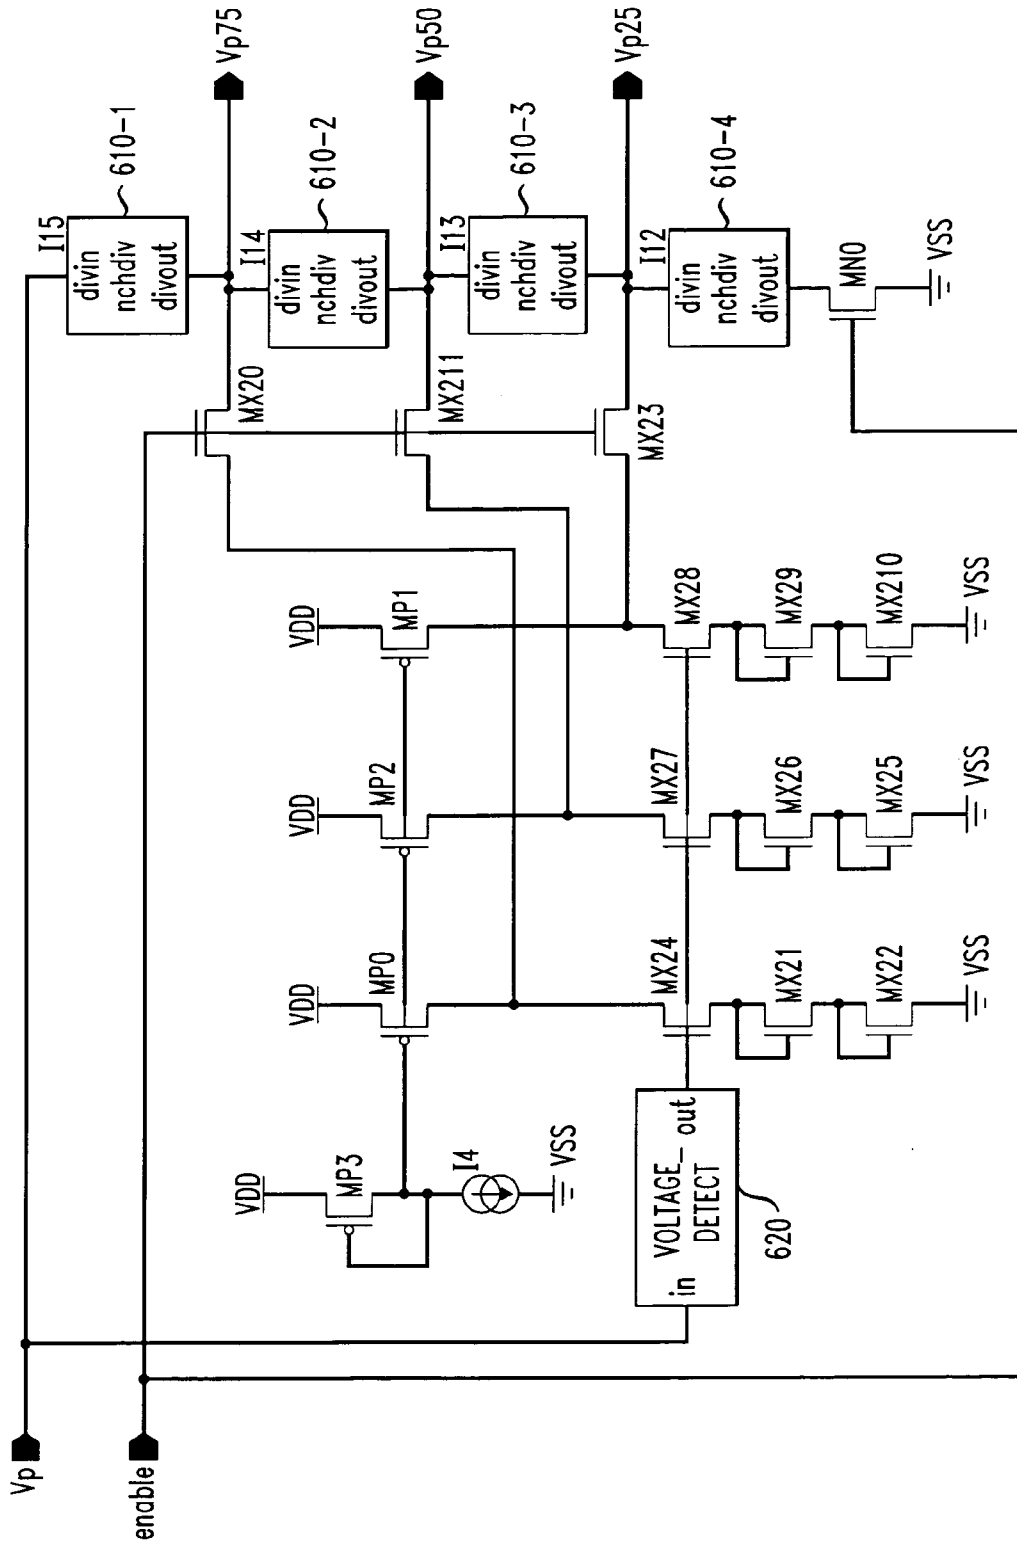 Vp
enable
I15
divin
nchdiv
divout
610-1
Vp75
I14
divin
nchdiv
divout
610-2
Vp50
I13
divin
nchdiv
divout
610-3
Vp25
I12
divin
nchdiv
divout
610-4
MN0
VSS
MX20
MX211
MX23
VDD
MP3
I4
VSS
VDD
MP0
VDD
MP2
VDD
MP1
in
VOLTAGE_
DETECT
out
620
MX24
MX21
MX22
VSS
MX27
MX26
MX25
VSS
MX28
MX29
MX210
VSS